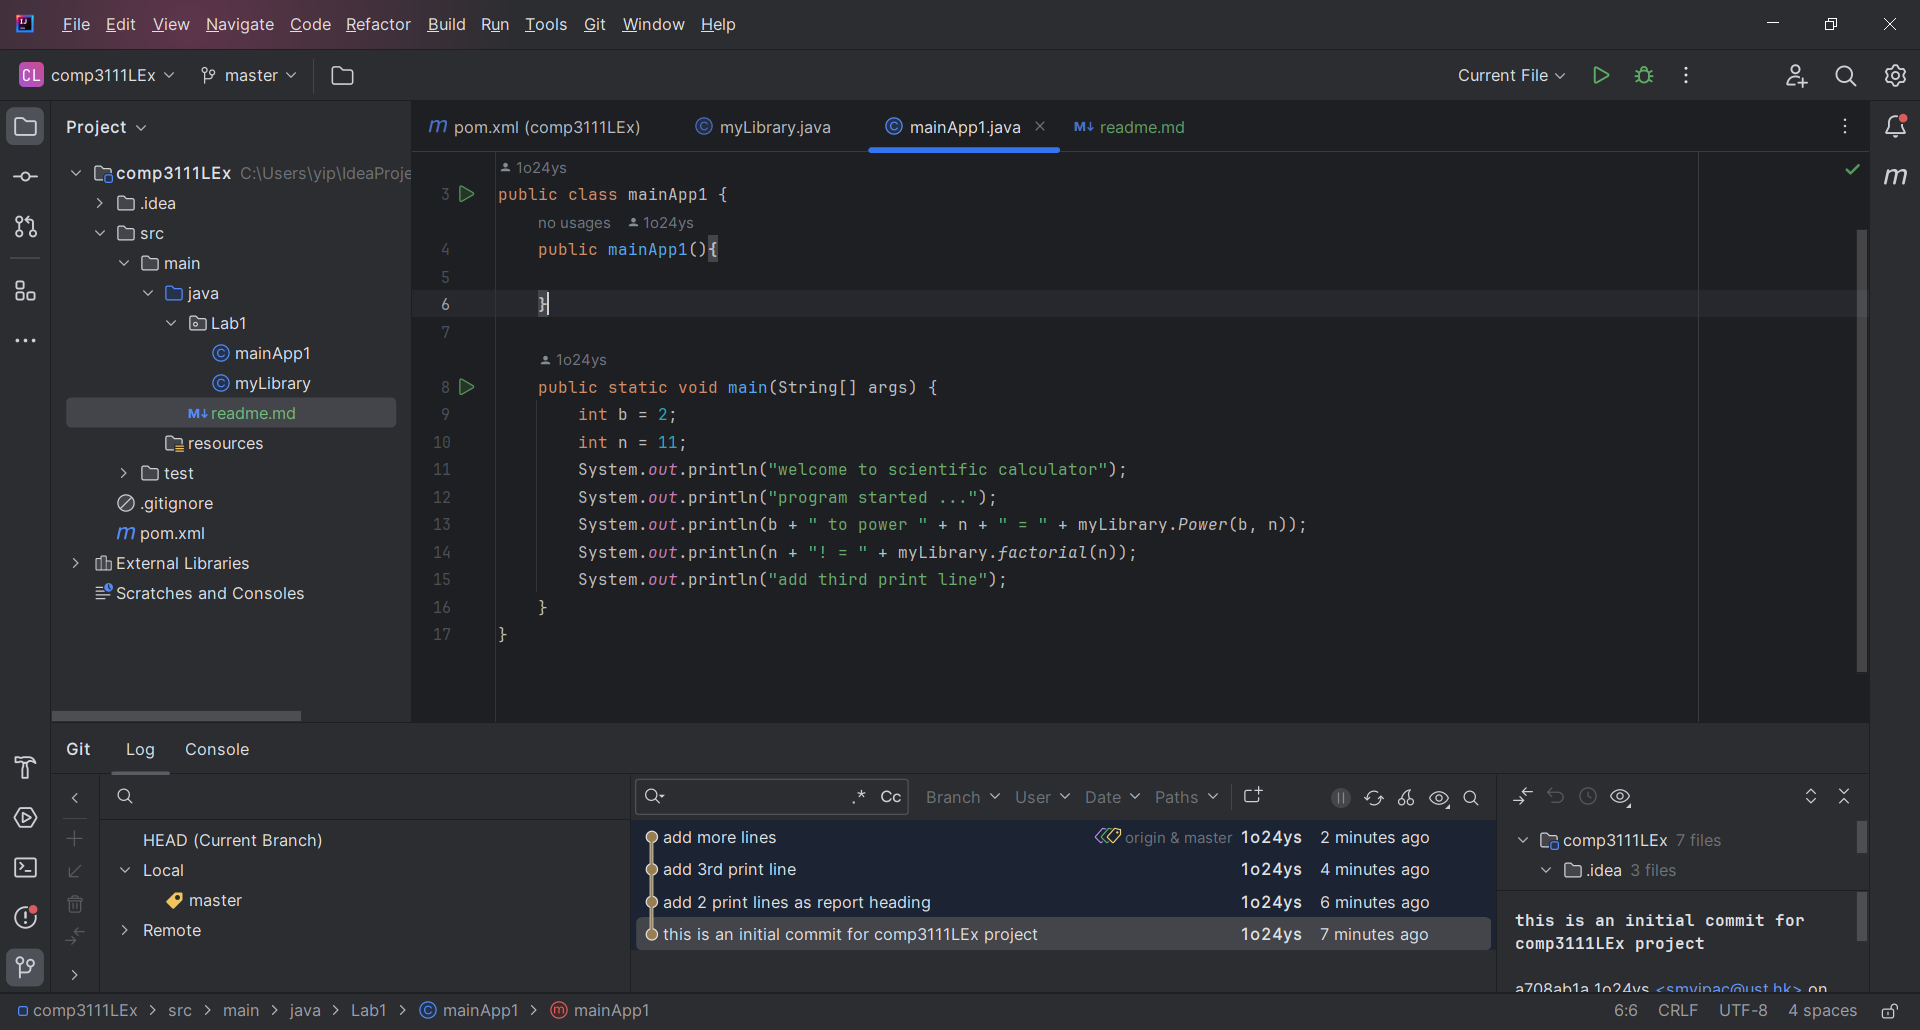 File Edit View Navigate Code Refactor Build Run Tools Git Window Help
CL comp3111LEx master Current File
Project
pom.xml (comp3111LEx) myLibrary.java mainApp1.java readme.md
comp3111LEx C:\Users\yip\IdeaProje
.idea
src
main
java
Lab1
mainApp1
myLibrary
readme.md
resources
test
.gitignore
pom.xml
External Libraries
Scratches and Consoles
1o24ys
3 public class mainApp1 {
no usages 1o24ys
4 public mainApp1(){
5
6 }
7
1o24ys
8 public static void main(String[] args) {
9 int b = 2;
10 int n = 11;
11 System.out.println("welcome to scientific calculator");
12 System.out.println("program started ...");
13 System.out.println(b + " to power " + n + " = " + myLibrary.Power(b, n));
14 System.out.println(n + "! = " + myLibrary.factorial(n));
15 System.out.println("add third print line");
16 }
17 }
Git Log Console
HEAD (Current Branch)
Local
master
Remote
.* Cc Branch User Date Paths
add more lines origin & master 1o24ys 2 minutes ago
add 3rd print line 1o24ys 4 minutes ago
add 2 print lines as report heading 1o24ys 6 minutes ago
this is an initial commit for comp3111LEx project 1o24ys 7 minutes ago
comp3111LEx 7 files
.idea 3 files
this is an initial commit for
comp3111LEx project
a708ab1a 1o24ys <smyipac@ust.hk> on
comp3111LEx > src > main > java > Lab1 > mainApp1 > mainApp1
6:6 CRLF UTF-8 4 spaces